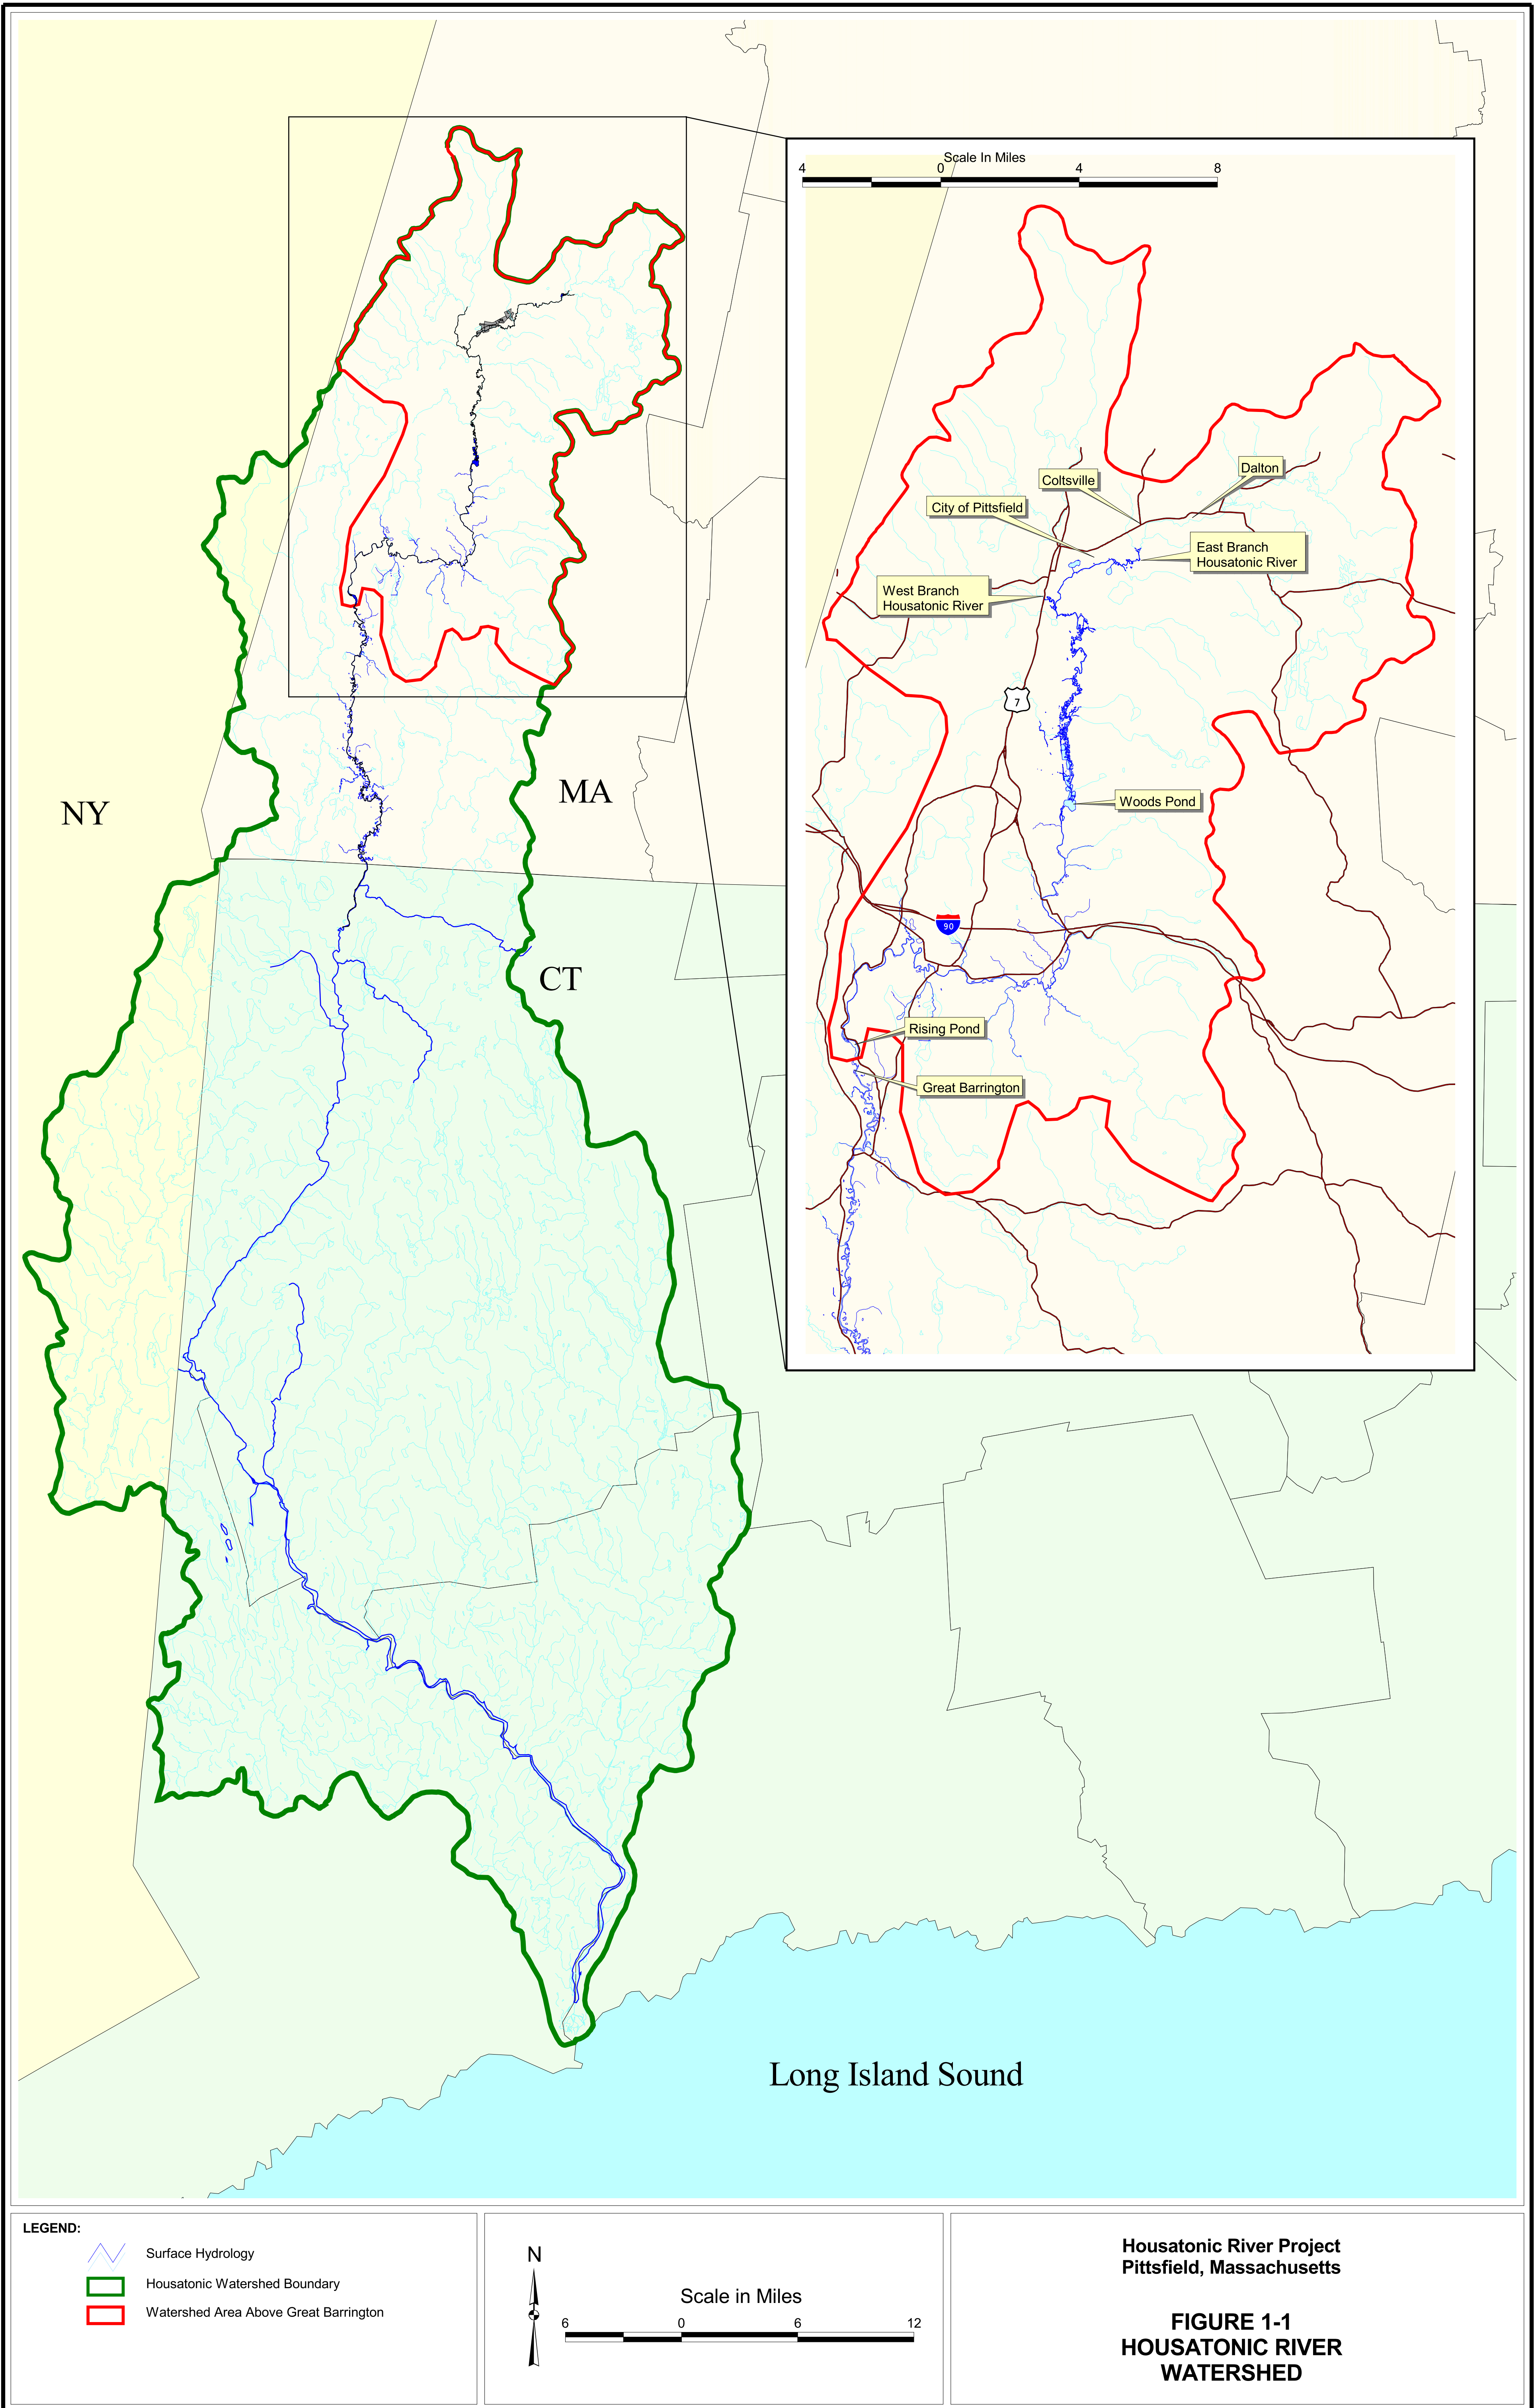 Scale In Miles
4 0 4 8
Dalton
Coltsville
City of Pittsfield
East Branch
Housatonic River
West Branch
Housatonic River
7
Woods Pond
90
Rising Pond
Great Barrington
NY
MA
CT
Long Island Sound
LEGEND:
Surface Hydrology
Housatonic Watershed Boundary
Watershed Area Above Great Barrington
N
Scale in Miles
6 0 6 12
Housatonic River Project
Pittsfield, Massachusetts
FIGURE 1-1
HOUSATONIC RIVER
WATERSHED